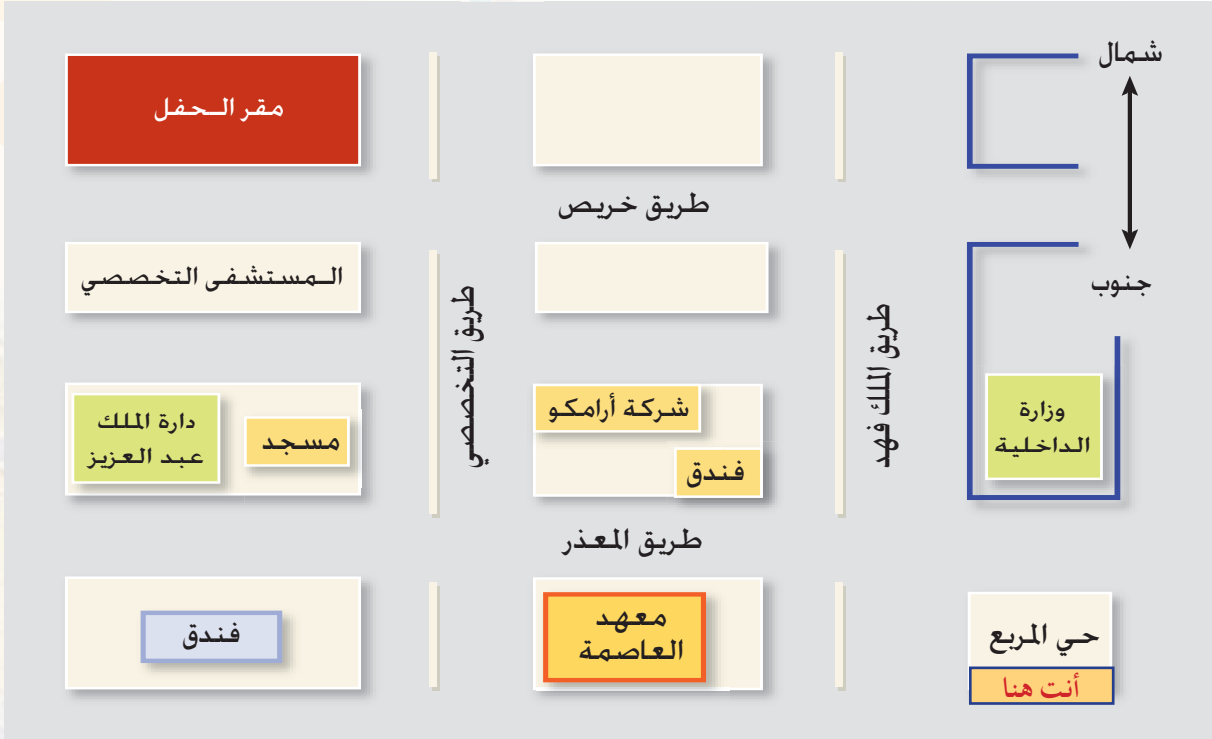 شمال
مقر الحفل
طريق خريص
جنوب
المستشفى التخصصي
طريق الملك فهد
طريق التخصصي
وزارة
الداخلية
شركة أرامكو
فندق
مسجد
دارة الملك
عبد العزيز
طريق المعذر
حي المربع
أنت هنا
معهد
العاصمة
فندق